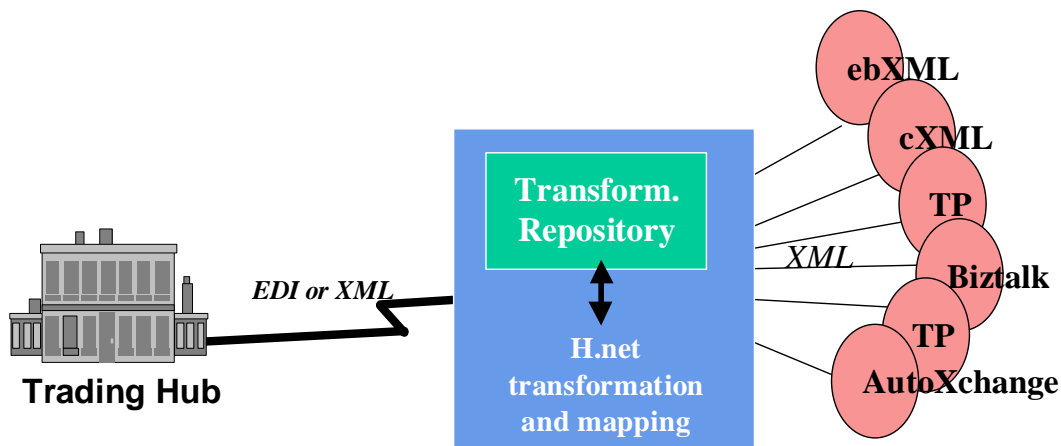 ebXML
cXML
Transform.
Repository
TP
XML
Biztalk
EDI or XML
TP
H.net
transformation
and mapping
AutoXchange
Trading Hub